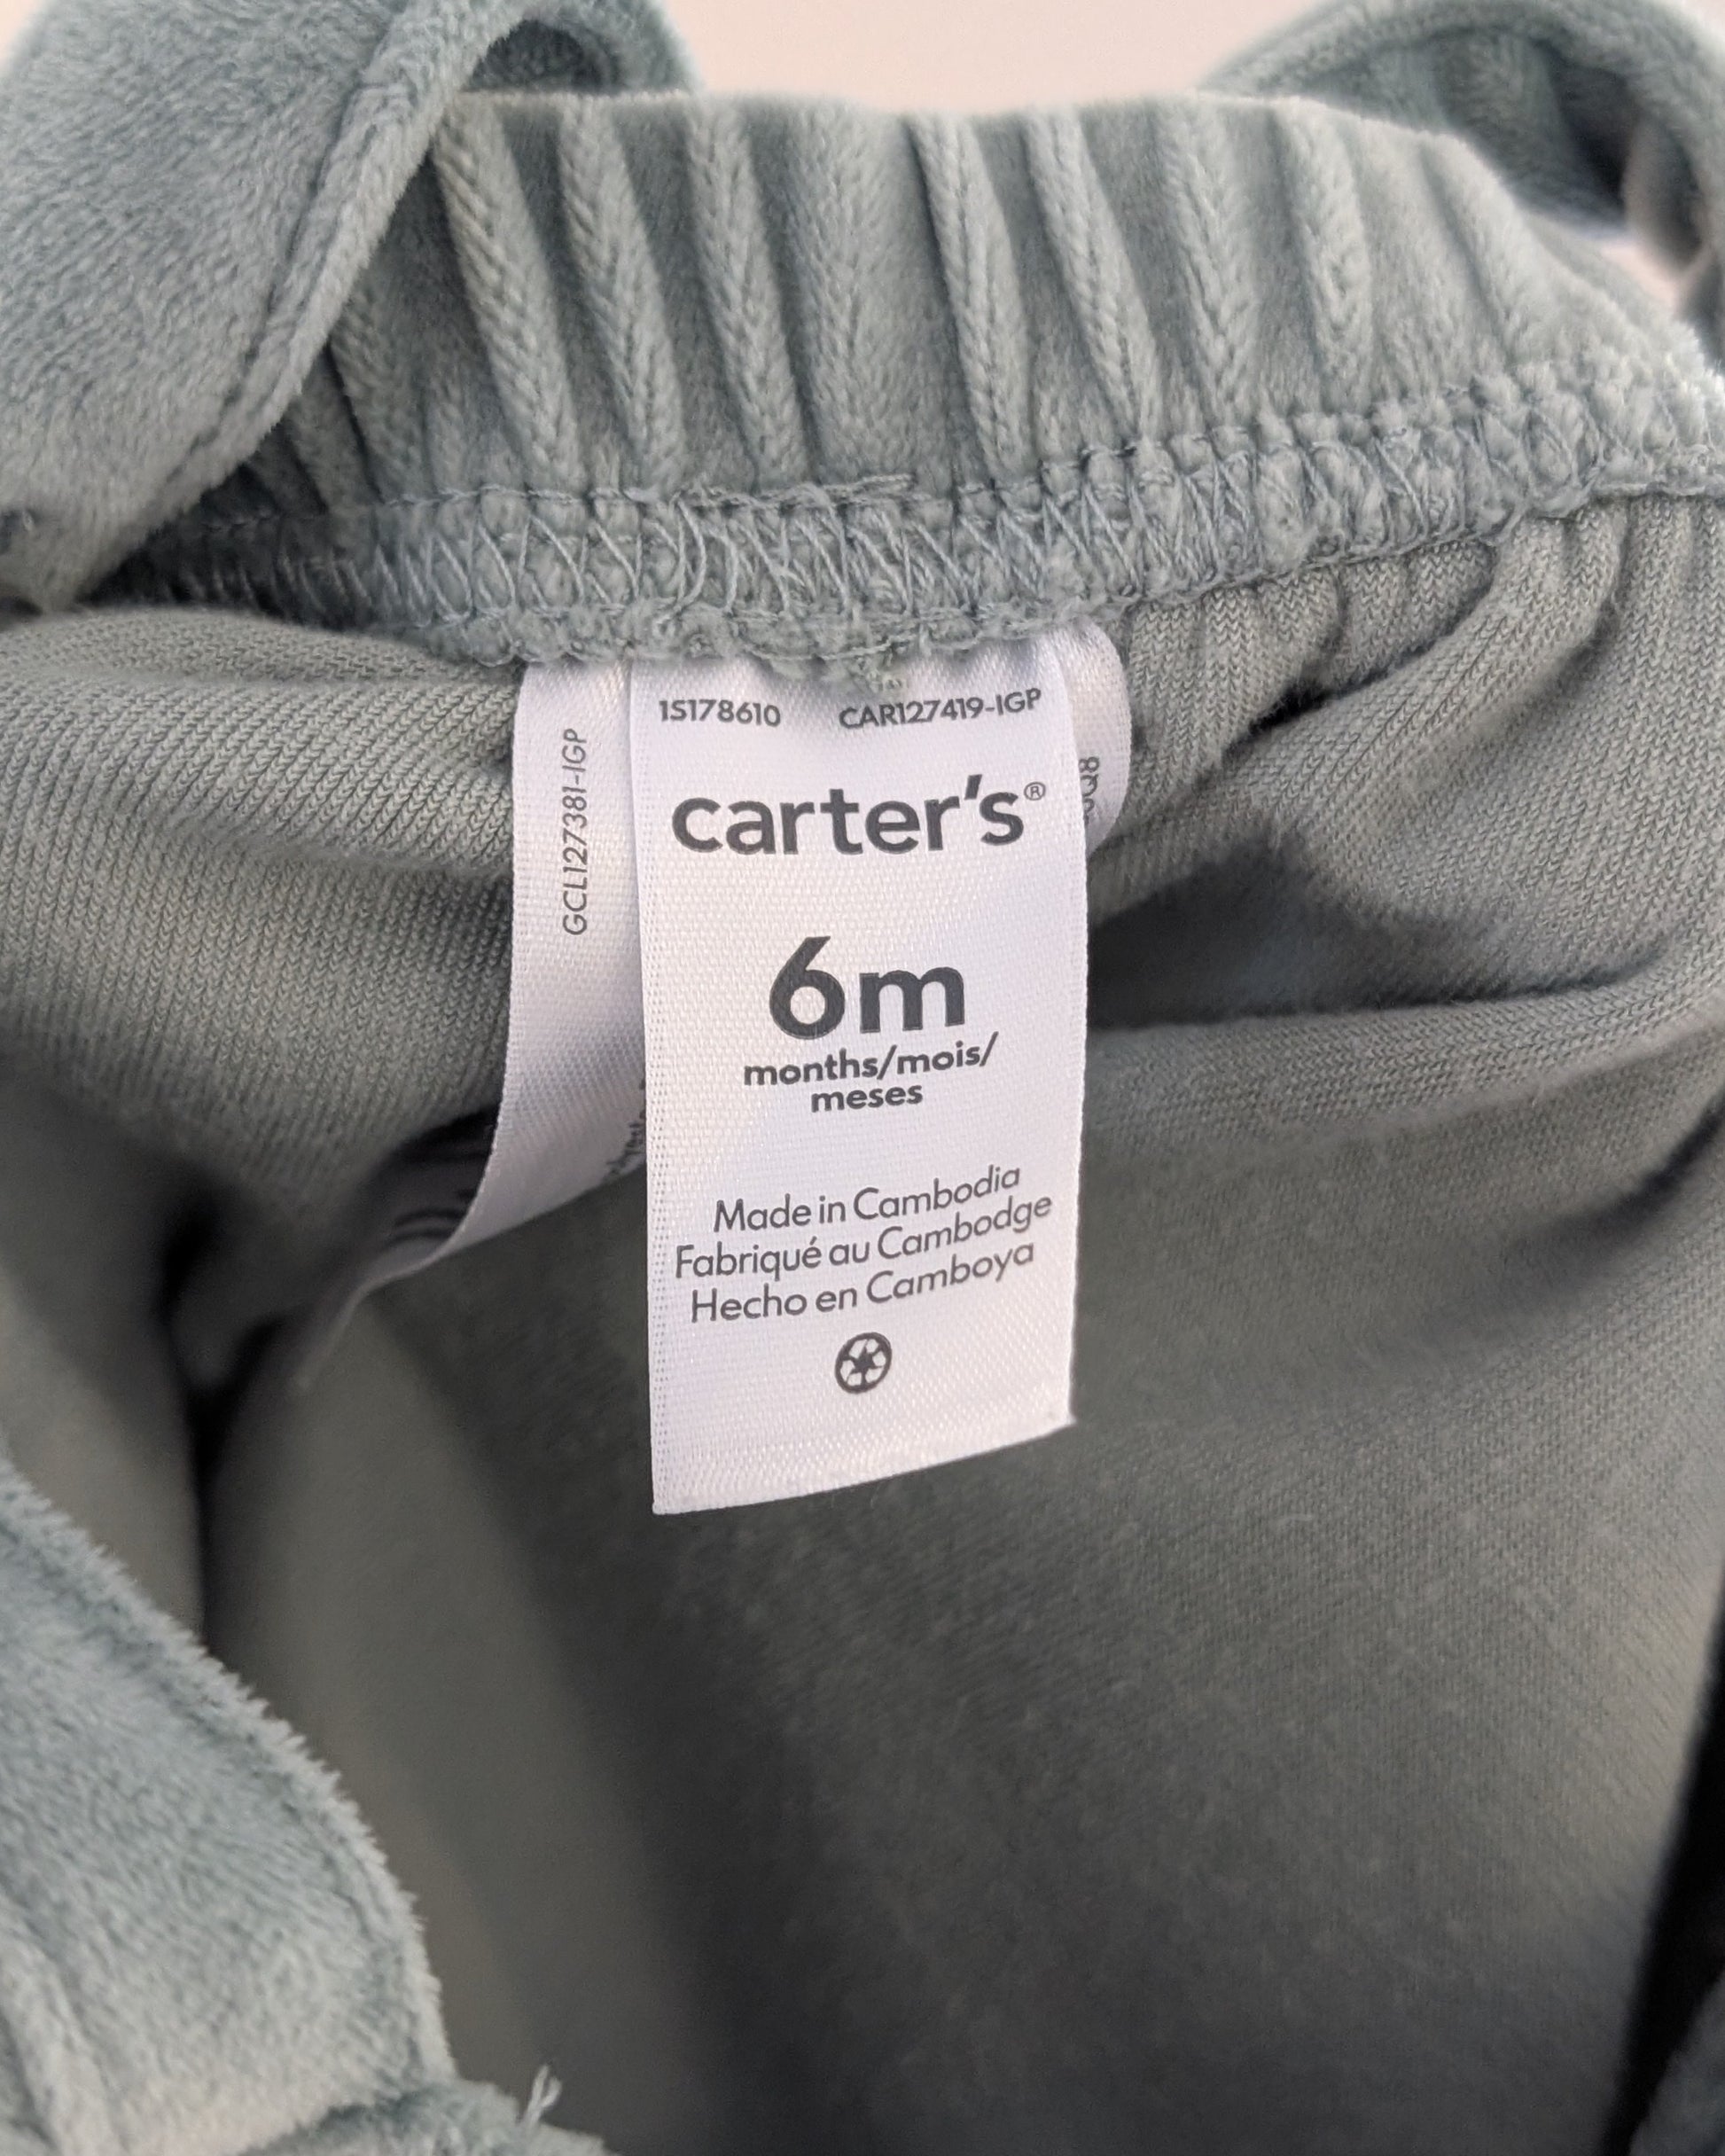 1S178610 CAR127419-IGP
carter's®
6m
months/mois/
meses
Made in Cambodia
Fabriqué au Cambodge
Hecho en Camboya
GCL127381-IGP